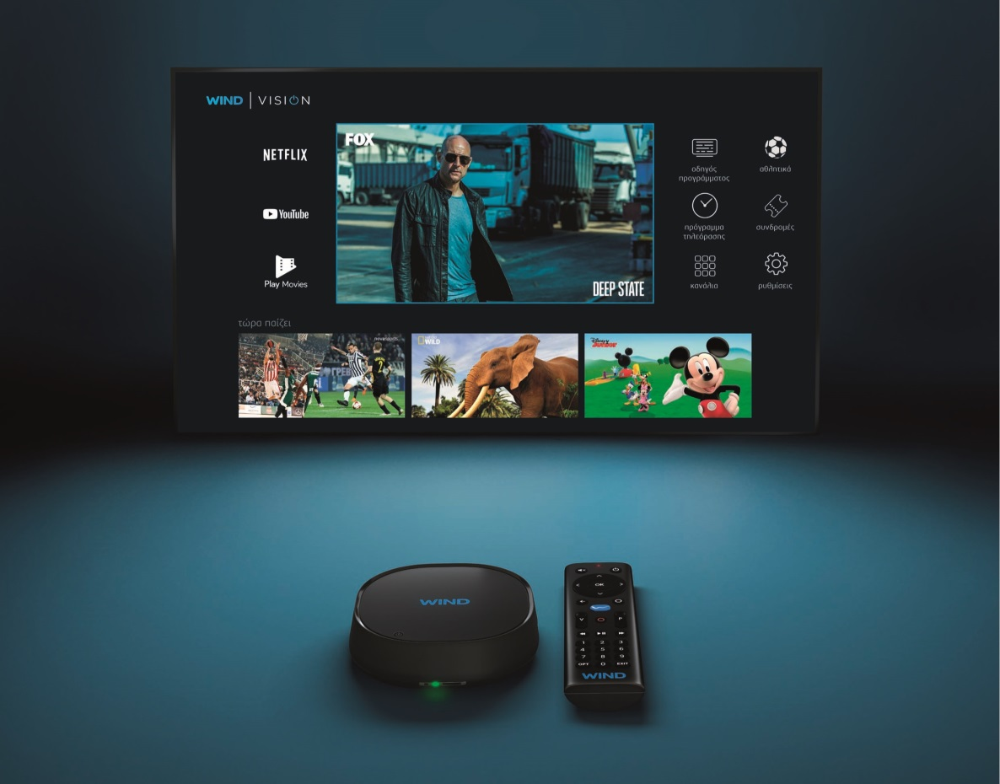 WIND | VISION
NETFLIX
YouTube
Play Movies
FOX
DEEP STATE
οδηγός
προγράμματος
αθλητικά
πρόγραμμα
τηλεόρασης
συνδρομές
κανάλια
ρυθμίσεις
τώρα παίζει
WILD
Disney
Junior
WIND
OK
V
P
1 2 3
4 5 6
7 8 9
OPT 0 EXIT
WIND